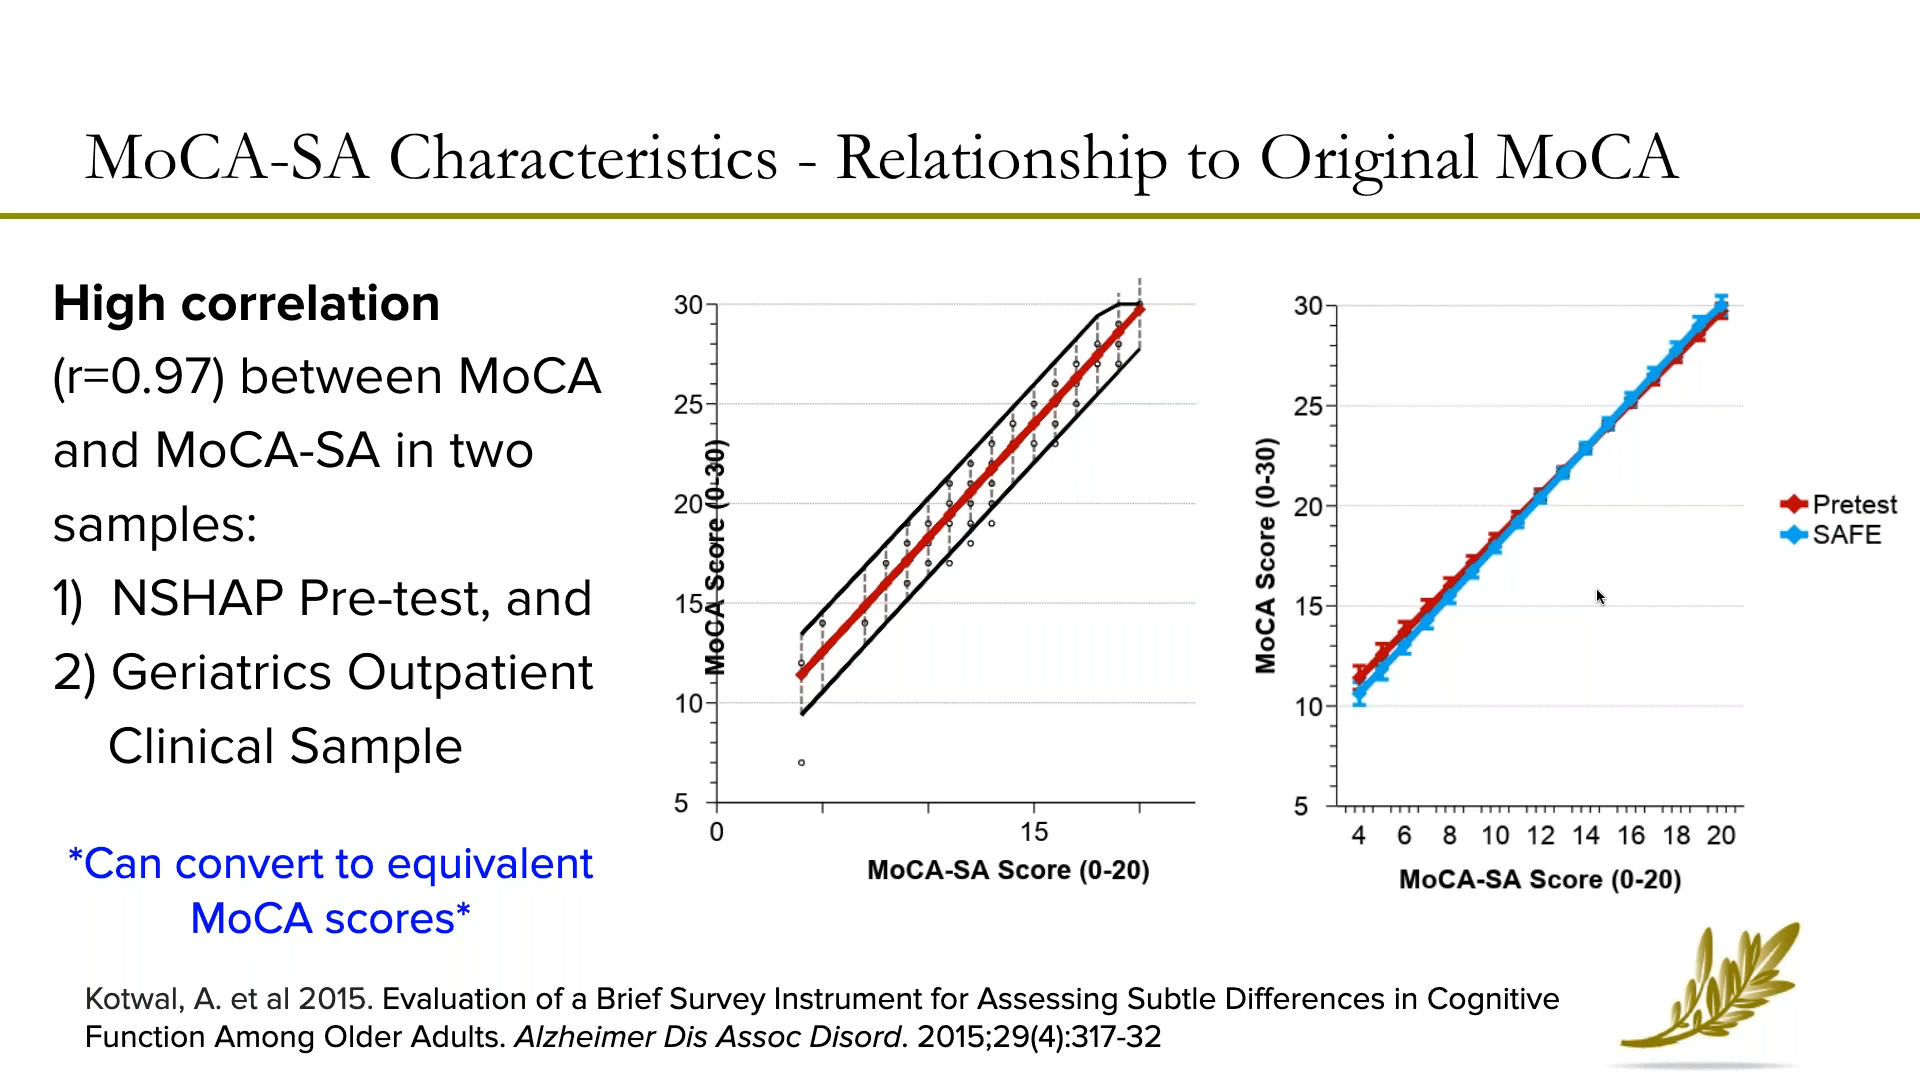 MoCA-SA Characteristics - Relationship to Original MoCA
High correlation
(r=0.97) between MoCA
and MoCA-SA in two
samples:
1) NSHAP Pre-test, and
2) Geriatrics Outpatient
Clinical Sample
*Can convert to equivalent
MoCA scores*
MoCA Score (0-30)
30
25
20
15
10
5
0 15
MoCA-SA Score (0-20)
MoCA Score (0-30)
30
25
20
15
10
5
4 6 8 10 12 14 16 18 20
MoCA-SA Score (0-20)
Pretest
SAFE
Kotwal, A. et al 2015. Evaluation of a Brief Survey Instrument for Assessing Subtle Differences in Cognitive
Function Among Older Adults. Alzheimer Dis Assoc Disord. 2015;29(4):317-32